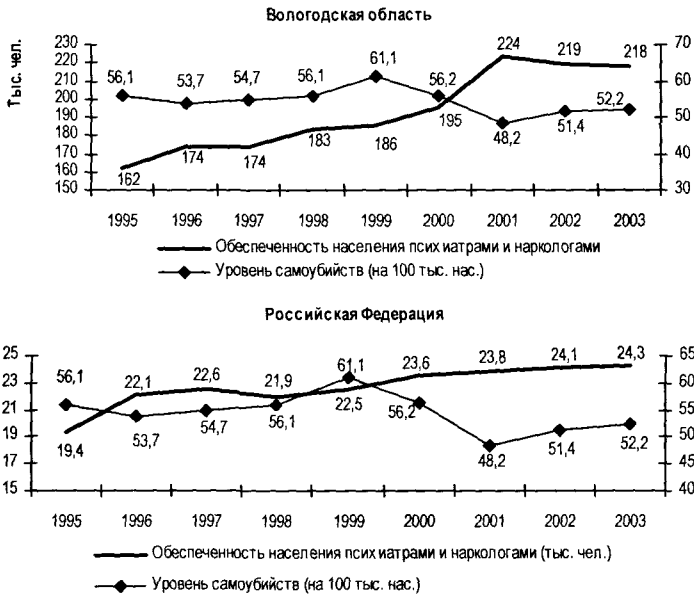 Вологодская область
Тыс. чел.
230 70
220
210 60
200
190 50
180
170 40
160
150 30
56,1 53,7 54,7 56,1 61,1 56,2 48,2 51,4 52,2
162 174 174 183 186 195 224 219 218
1995 1996 1997 1998 1999 2000 2001 2002 2003
Обеспеченность населения псих иатрами и наркологами
Уровень самоубийств (на 100 тыс. нас.)
Российская Федерация
25 65
23 60
21 55
19 50
17 45
15 40
56,1 53,7 54,7 56,1 61,1 56,2 48,2 51,4 52,2
19,4 22,1 22,6 21,9 22,5 23,6 23,8 24,1 24,3
1995 1996 1997 1998 1999 2000 2001 2002 2003
Обеспеченность населения псих иатрами и наркологами (тыс. чел.)
Уровень самоубийств (на 100 тыс. нас.)